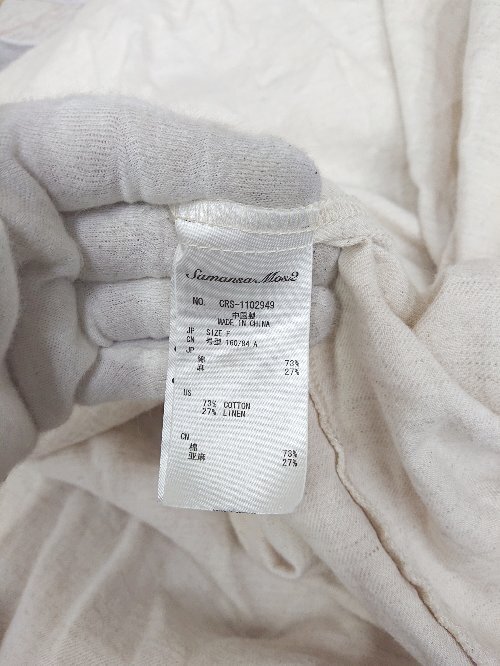 Samansa Mos2
NO. CRS-1102949
中国製
MADE IN CHINA
JP SIZE F
CN 号型 160/84 A
JP
綿 73%
麻 27%
US
73% COTTON
27% LINEN
CN
棉 73%
亚麻 27%